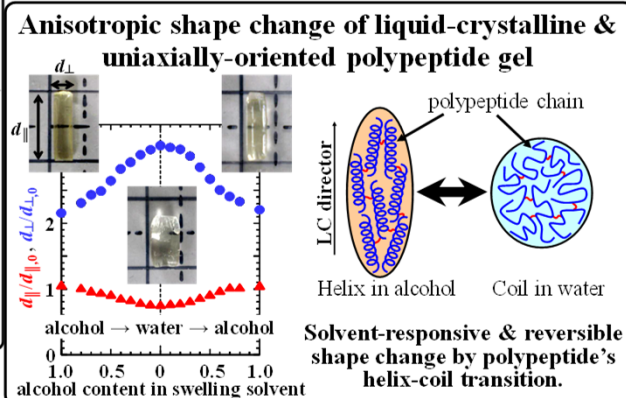 Anisotropic shape change of liquid-crystalline &
uniaxially-oriented polypeptide gel
d⊥
d∥
d∥/d∥,0, d⊥/d⊥,0
2
1
0
alcohol → water → alcohol
1.0 0.5 0 0.5 1.0
alcohol content in swelling solvent
polypeptide chain
LC director
Helix in alcohol
Coil in water
Solvent-responsive & reversible
shape change by polypeptide's
helix-coil transition.